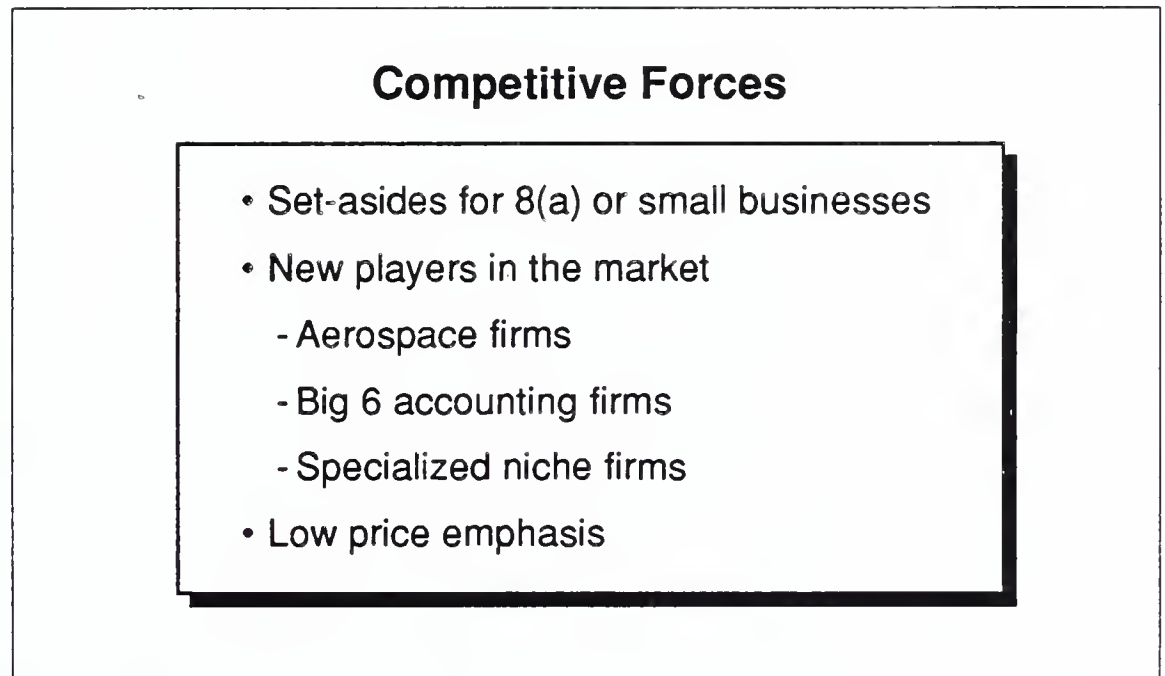 Competitive Forces
• Set-asides for 8(a) or small businesses
• New players in the market
- Aerospace firms
- Big 6 accounting firms
- Specialized niche firms
• Low price emphasis